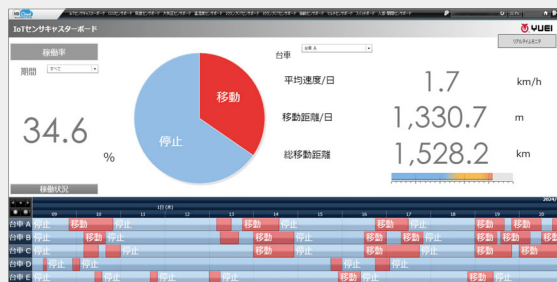 IoTセンサキャスターボード
YUEI
リアルタイムモニタ
稼働率
期間
すべて
34.6
%
移動
停止
台車
台車 A
平均速度/日
1.7
km/h
移動距離/日
1,330.7
m
総移動距離
1,528.2
km
稼働状況
2024/
1日(木)
09 10 11 12 13 14 15 16 17 18 19 20
台車 A 停止 移動 停止 移動 停止 移動 停止 移動 移動
台車 B 停止 移動 停止 移動 停止 移動 移動 停止 移動 移動 移動
台車 C 停止 停止 移動 停止 移動 停止 移動 移動
台車 D 停止 停止 停止 停止
台車 E 停止 停止 停止 停止 移動 停止 移動 停止